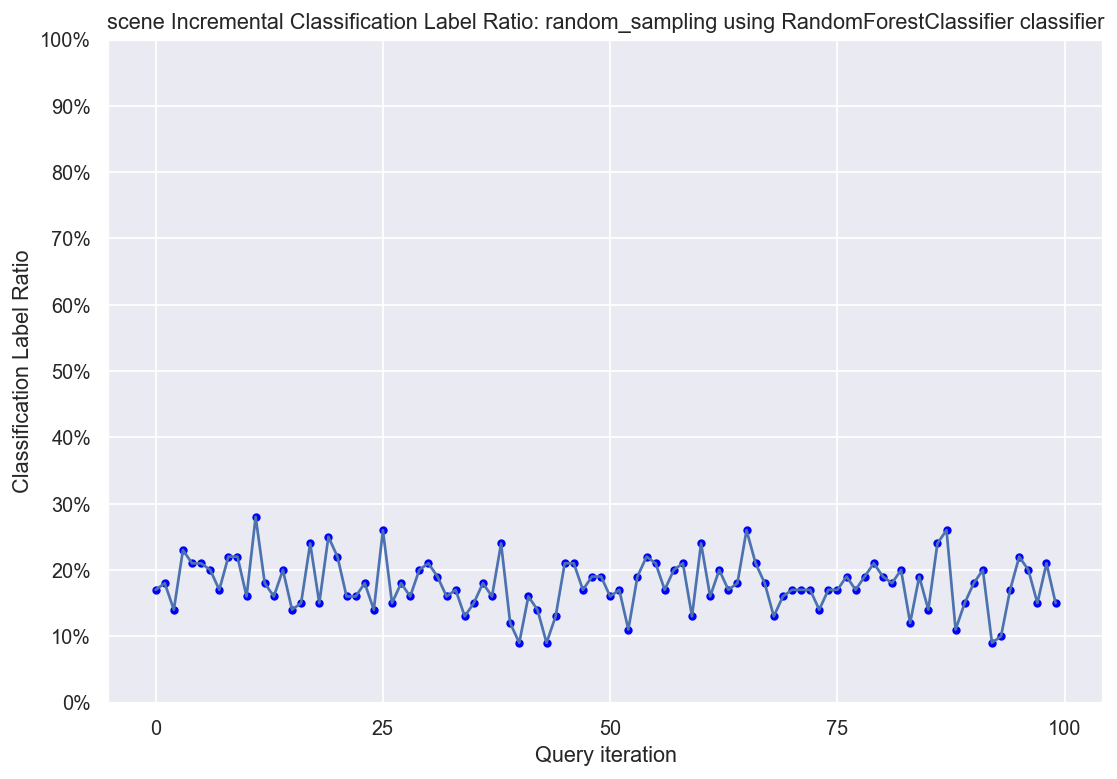 scene Incremental Classification Label Ratio: random_sampling using RandomForestClassifier classifier
100%
90%
80%
70%
60%
50%
40%
30%
20%
10%
0%
Classification Label Ratio
0 25 50 75 100
Query iteration